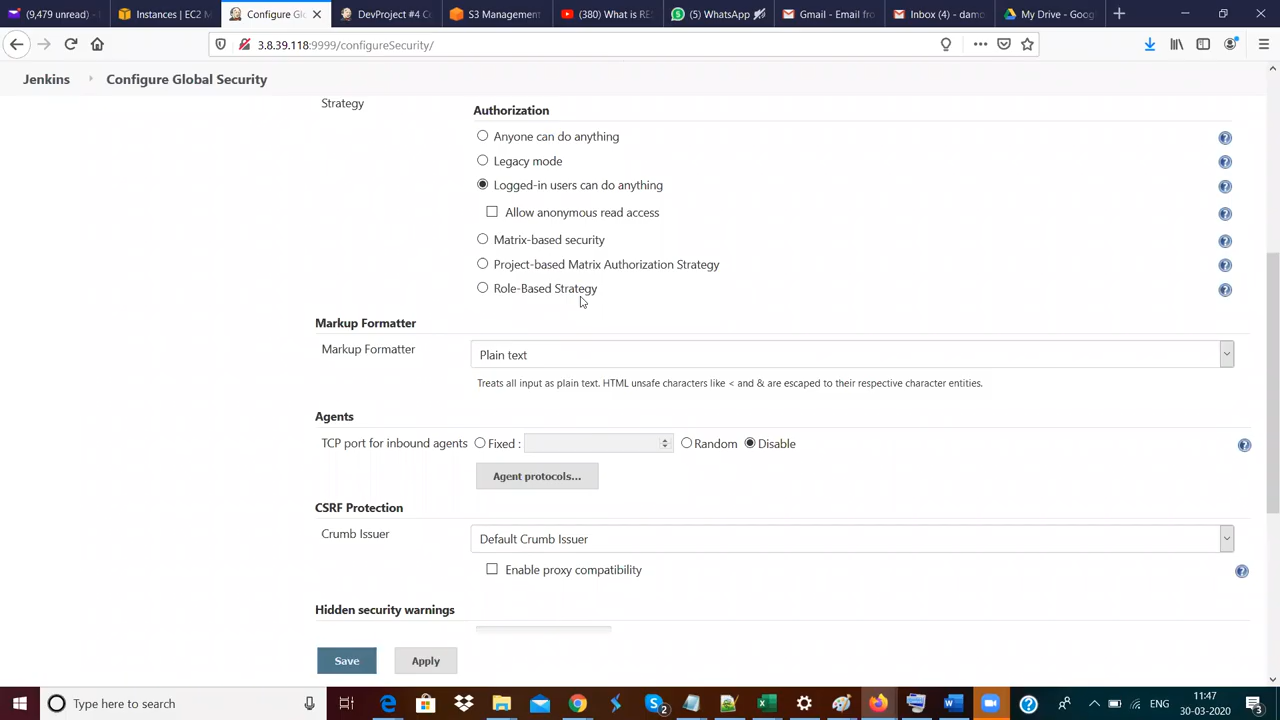 (9,479 unread) -
Instances | EC2 M
Configure Gl
DevProject #4 Co
S3 Management
(380) What is RE
(5) WhatsApp
Gmail - Email fro
Inbox (4) - damo
My Drive - Goog
3.8.39.118:9999/configureSecurity/
Jenkins
Configure Global Security
Strategy
Authorization
Anyone can do anything
Legacy mode
Logged-in users can do anything
Allow anonymous read access
Matrix-based security
Project-based Matrix Authorization Strategy
Role-Based Strategy
Markup Formatter
Markup Formatter
Plain text
Treats all input as plain text. HTML unsafe characters like < and & are escaped to their respective character entities.
Agents
TCP port for inbound agents
Fixed :
Random
Disable
Agent protocols...
CSRF Protection
Crumb Issuer
Default Crumb Issuer
Enable proxy compatibility
Hidden security warnings
Save
Apply
Type here to search
2
ENG
11:47
30-03-2020
3